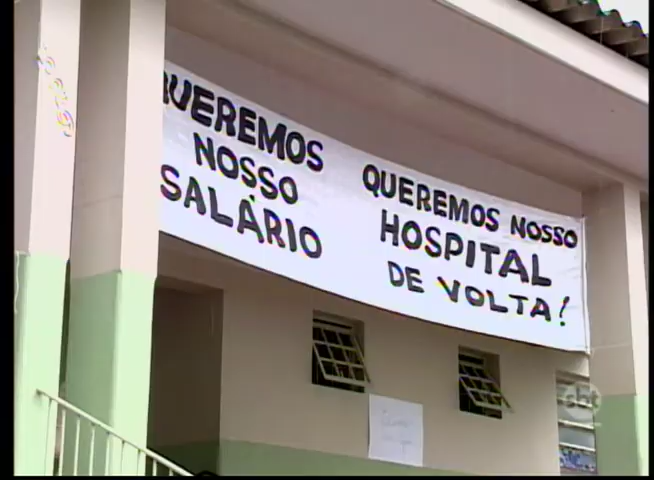 QUEREMOS
NOSSO
SALÁRIO
QUEREMOS NOSSO
HOSPITAL
DE VOLTA!
sbt